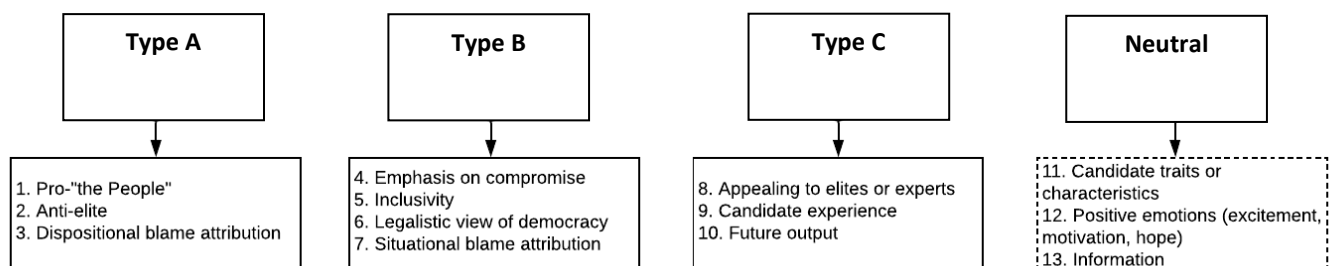 Type A
Type B
Type C
Neutral
1. Pro-"the People"
2. Anti-elite
3. Dispositional blame attribution
4. Emphasis on compromise
5. Inclusivity
6. Legalistic view of democracy
7. Situational blame attribution
8. Appealing to elites or experts
9. Candidate experience
10. Future output
11. Candidate traits or
characteristics
12. Positive emotions (excitement,
motivation, hope)
13. Information